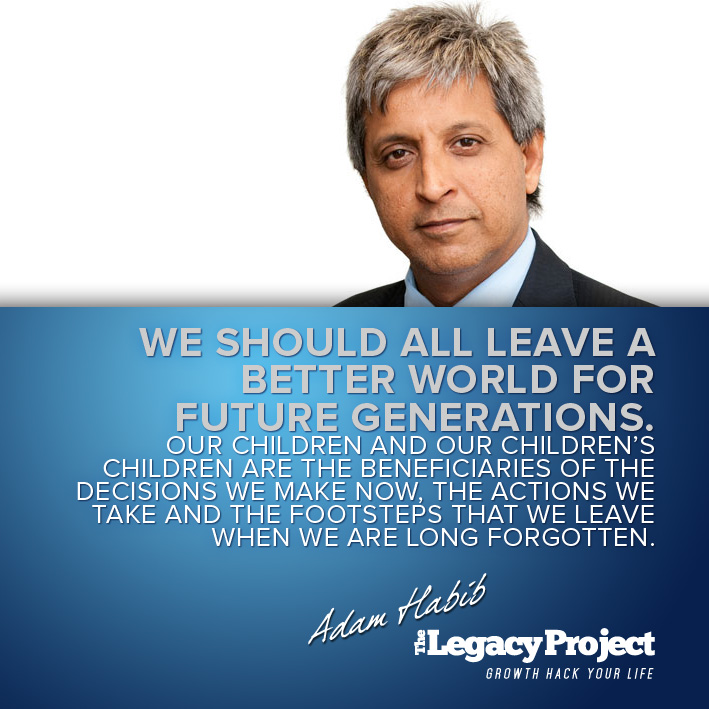 WE SHOULD ALL LEAVE A
BETTER WORLD FOR
FUTURE GENERATIONS.
OUR CHILDREN AND OUR CHILDREN’S
CHILDREN ARE THE BENEFICIARIES OF THE
DECISIONS WE MAKE NOW, THE ACTIONS WE
TAKE AND THE FOOTSTEPS THAT WE LEAVE
WHEN WE ARE LONG FORGOTTEN.
Adam Habib
The Legacy Project
GROWTH HACK YOUR LIFE